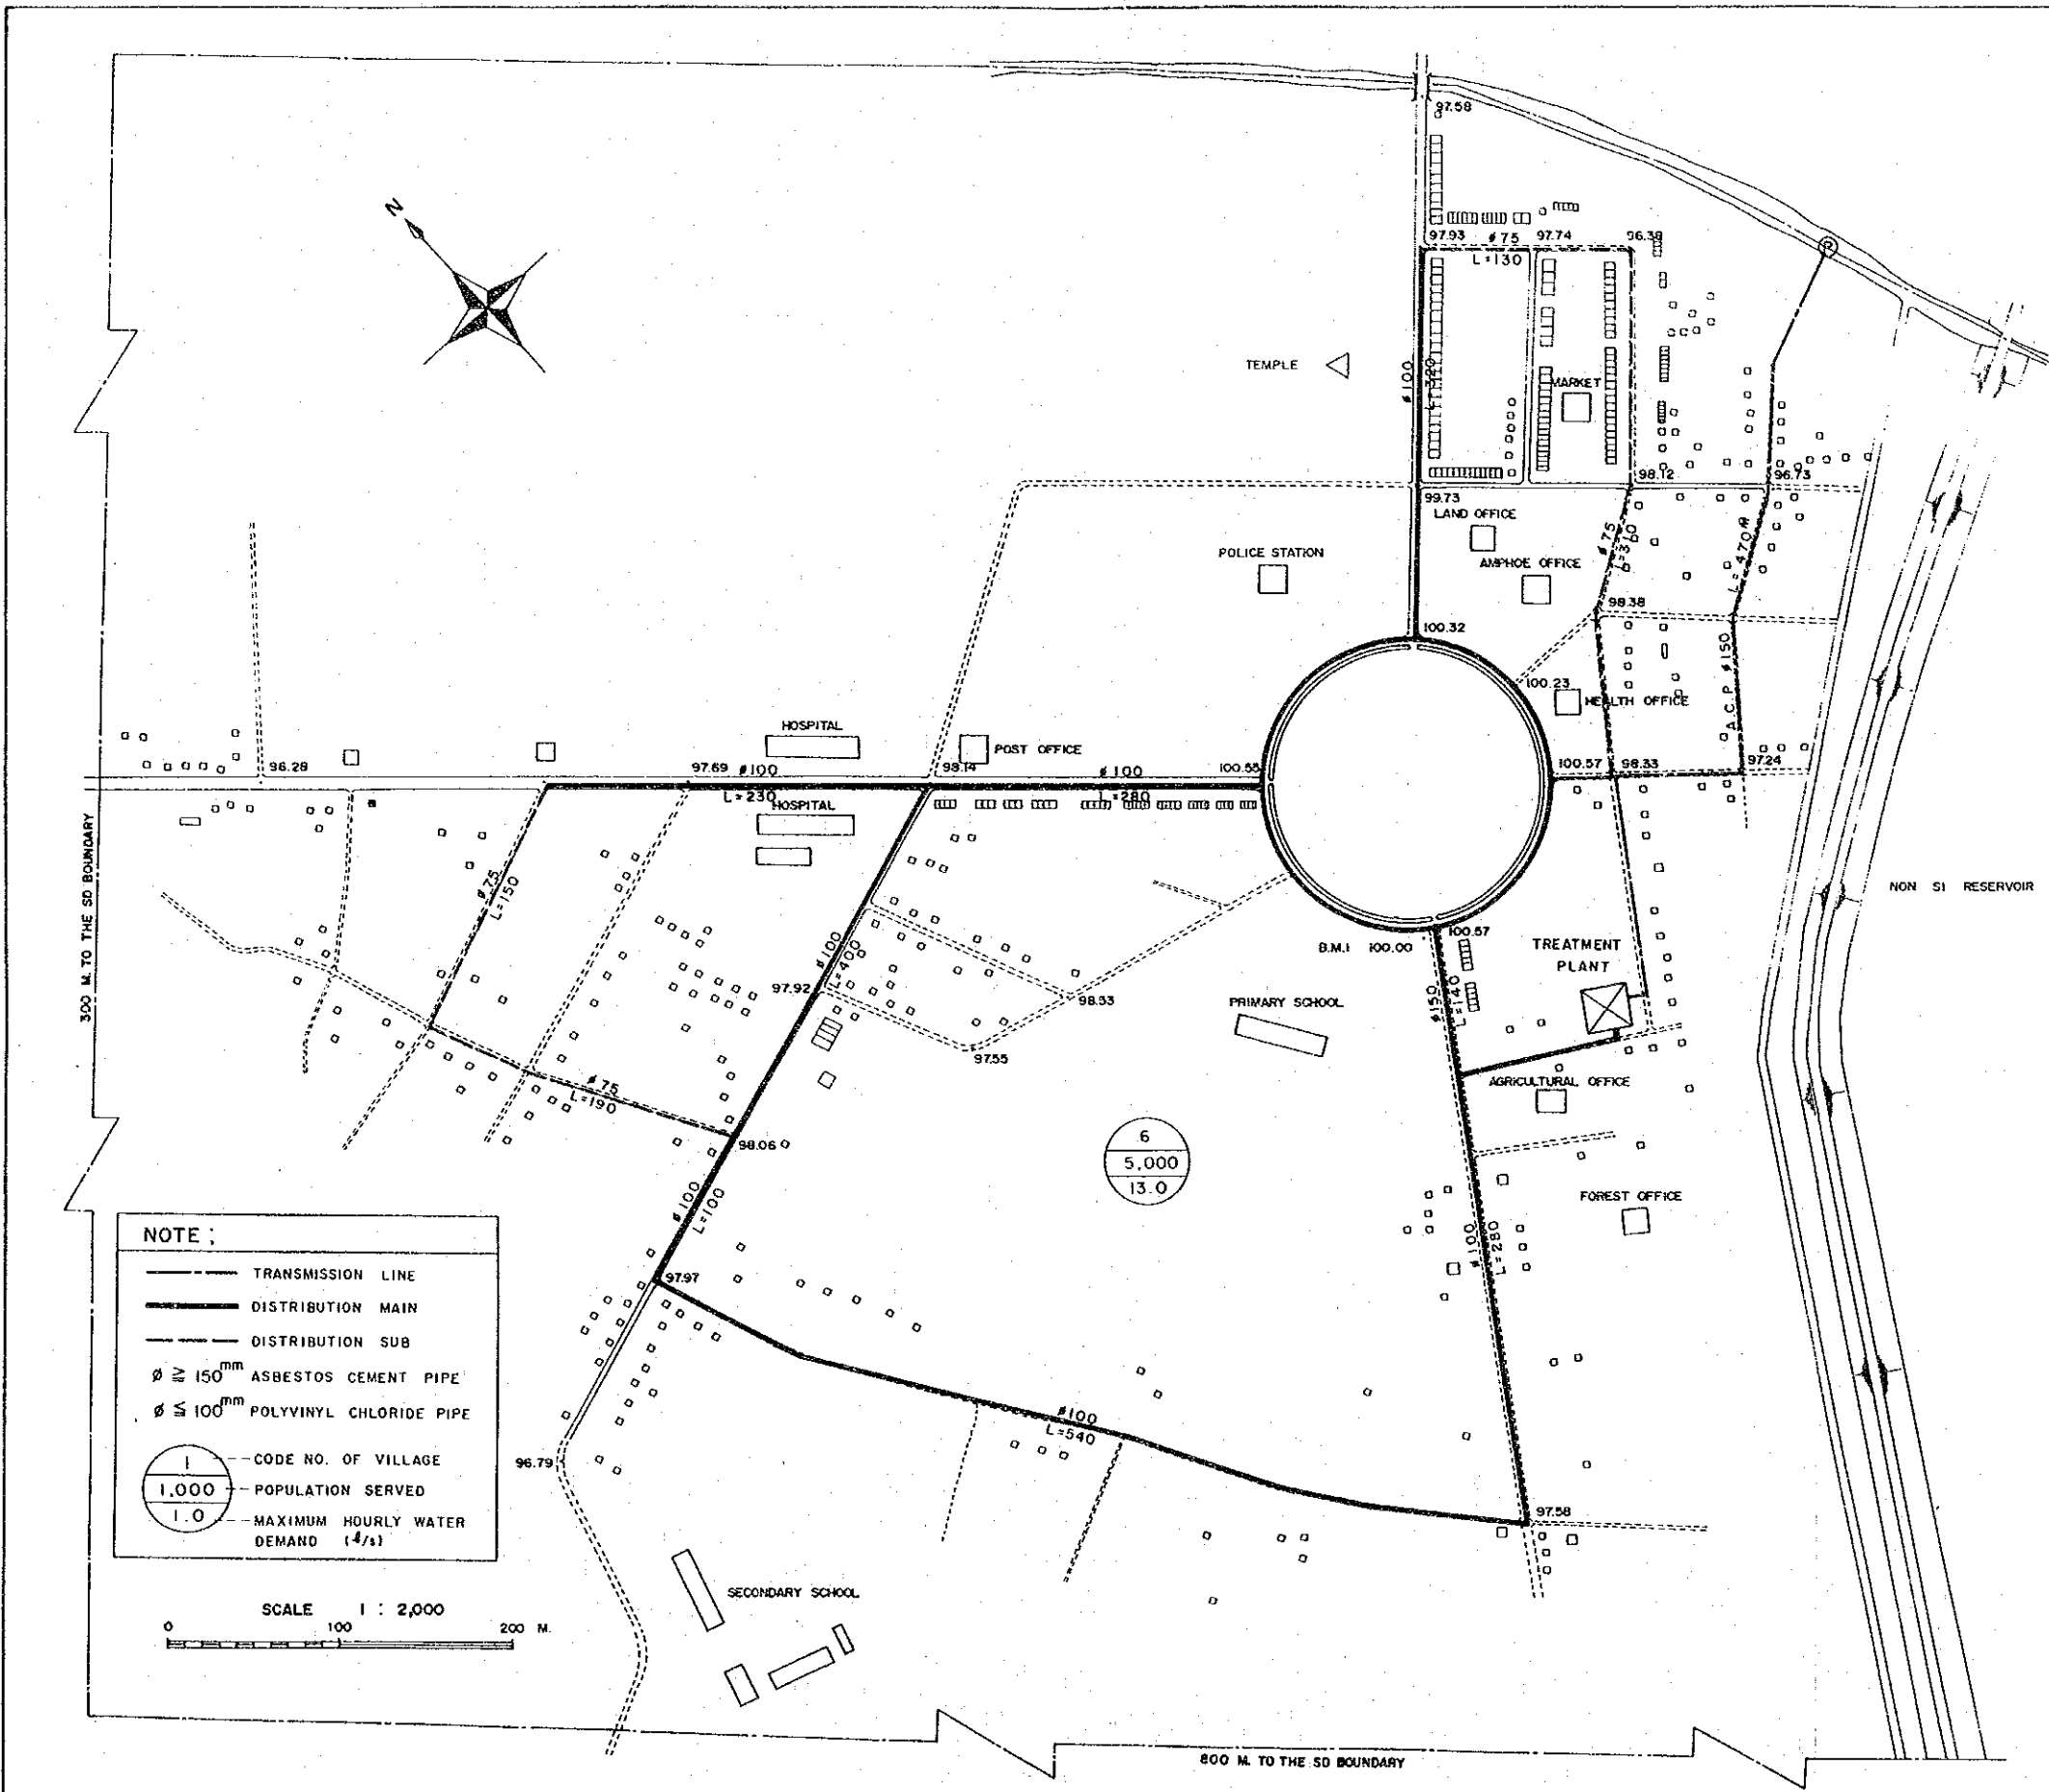 97.58
N
97.93 ø75 97.74 96.38
L=130
TEMPLE
ø100
L=320
MARKET
98.12 96.73
99.73
LAND OFFICE
POLICE STATION
AMPHOE OFFICE
ø75
L=310
L=470M
98.38
100.32
100.23
HEALTH OFFICE
A.C.P ø150
HOSPITAL
POST OFFICE
96.28 97.69 ø100 98.14 ø100 100.55 100.57 98.33 97.24
L=230 L=280
HOSPITAL
300 M. TO THE SD BOUNDARY
ø75
L=150
NON SI RESERVOIR
ø100
L=400
B.M.1 100.00 100.57
TREATMENT
PLANT
97.92
98.33
PRIMARY SCHOOL
ø150
L=140
97.55
ø75
L=190
AGRICULTURAL OFFICE
98.06
6
5,000
13.0
FOREST OFFICE
ø100
L=100
ø100
L=280
97.97
NOTE ;
TRANSMISSION LINE
DISTRIBUTION MAIN
DISTRIBUTION SUB
ø ≧ 150mm ASBESTOS CEMENT PIPE
ø ≦ 100mm POLYVINYL CHLORIDE PIPE
1 CODE NO. OF VILLAGE
1,000 POPULATION SERVED
1.0 MAXIMUM HOURLY WATER
DEMAND (ℓ/s)
ø100
L=540
96.79
97.58
SECONDARY SCHOOL
SCALE 1 : 2,000
0 100 200 M.
800 M. TO THE SD BOUNDARY